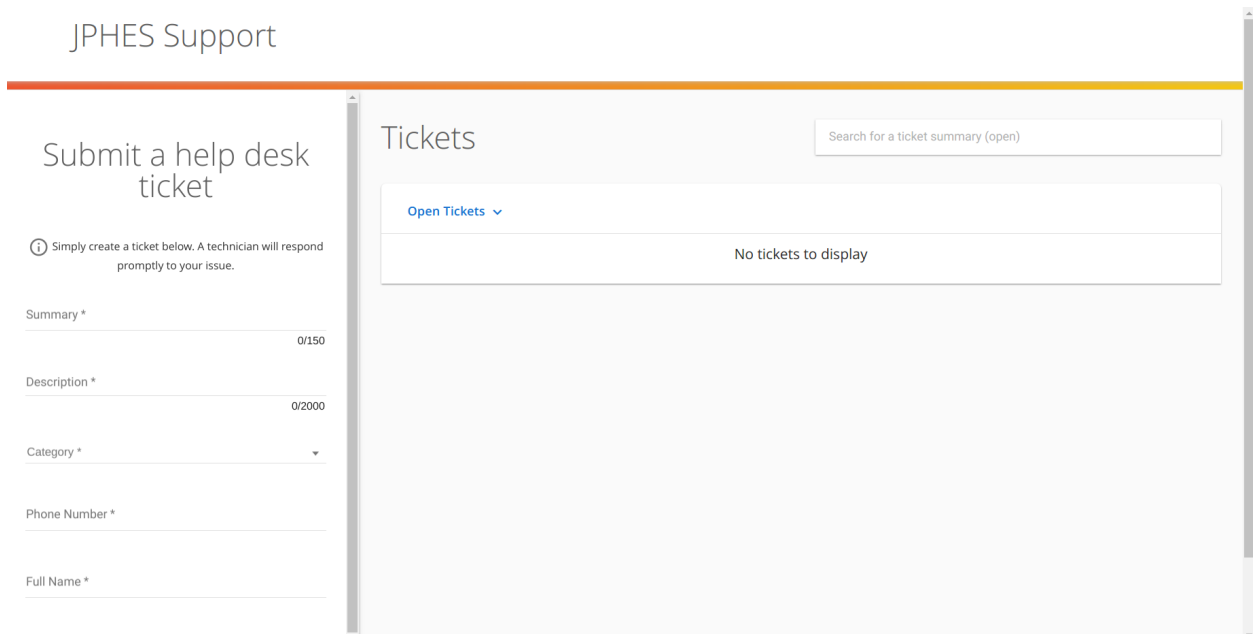 JPHES Support
Submit a help desk
ticket
Simply create a ticket below. A technician will respond
promptly to your issue.
Summary *
0/150
Description *
0/2000
Category *
Phone Number *
Full Name *
Tickets
Search for a ticket summary (open)
Open Tickets
No tickets to display